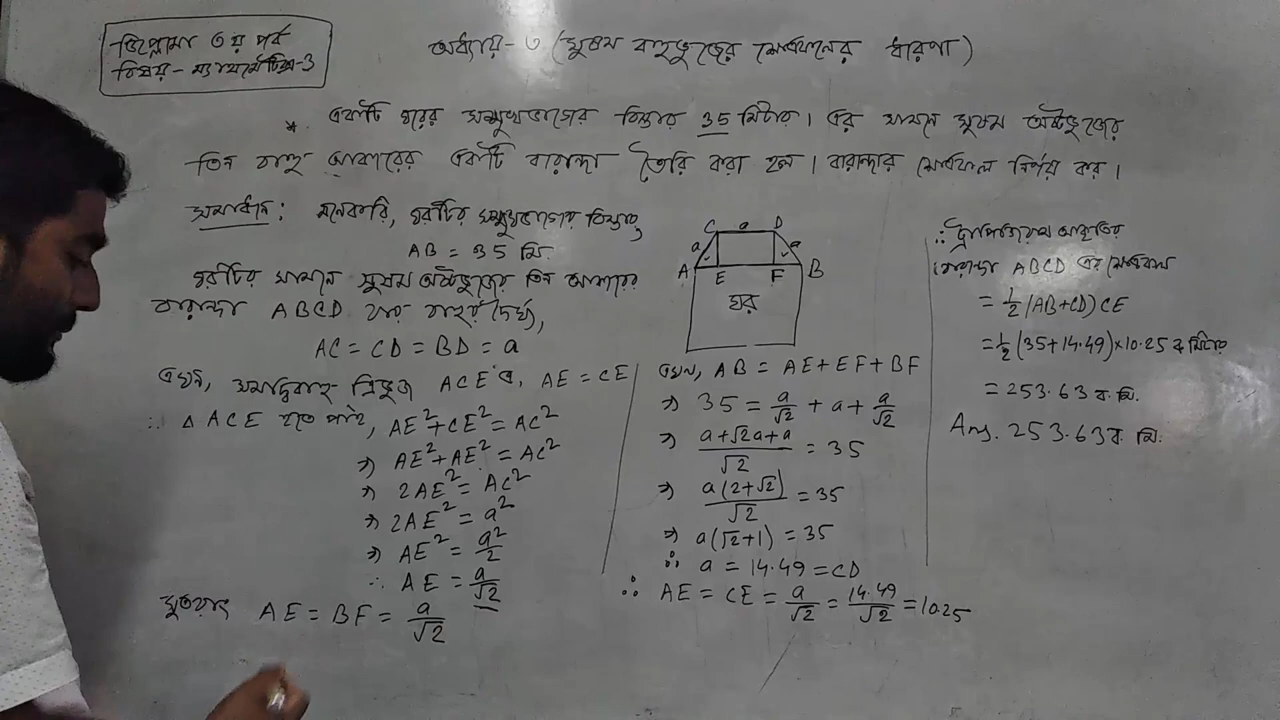 ডিপ্লোমা ৩য় পর্ব
বিষয়- ম্যাথমেটিক্স-3
অধ্যায়-৩ (সুষম বহুভুজের ক্ষেত্রফলের ধারণা)
* একটি ঘরের সম্মুখভাগের বিস্তার 35 মিটার। এর সামনে সুষম অষ্টভুজের
তিন বাহু আকারের একটি বারান্দা তৈরি করা হল। বারান্দার ক্ষেত্রফল নির্ণয় কর।
সমাধান: মনেকরি, ঘরটির সম্মুখভাগের বিস্তার
AB = 35 মি.
ঘরটির সামনে সুষম অষ্টভুজের তিন আকারের
বারান্দা ABCD যার বাহুর দৈর্ঘ্য,
AC = CD = BD = a
এখন, সমদ্বিবাহু ত্রিভুজ ACE এ, AE = CE
∴ Δ ACE হতে পাই, AE² + CE² = AC²
⇒ AE² + AE² = AC²
⇒ 2AE² = AC²
⇒ 2AE² = a²
⇒ AE² = a²/2
∴ AE = a/√2
সুতরাং AE = BF = a/√2
C a D
a a
A E F B
ঘর
এখন, AB = AE + EF + BF
⇒ 35 = a/√2 + a + a/√2
⇒ (a + √2a + a)/√2 = 35
⇒ a(2+√2)/√2 = 35
⇒ a(√2+1) = 35
∴ a = 14.49 = CD
∴ AE = CE = a/√2 = 14.49/√2 = 10.25
∴ ট্রাপিজিয়াম আকৃতির
বারান্দা ABCD এর ক্ষেত্রফল
= 1/2 (AB+CD) CE
= 1/2 (35+14.49)×10.25 ব মিটার
= 253.63 ব. মি.
Ans. 253.63 ব. মি.